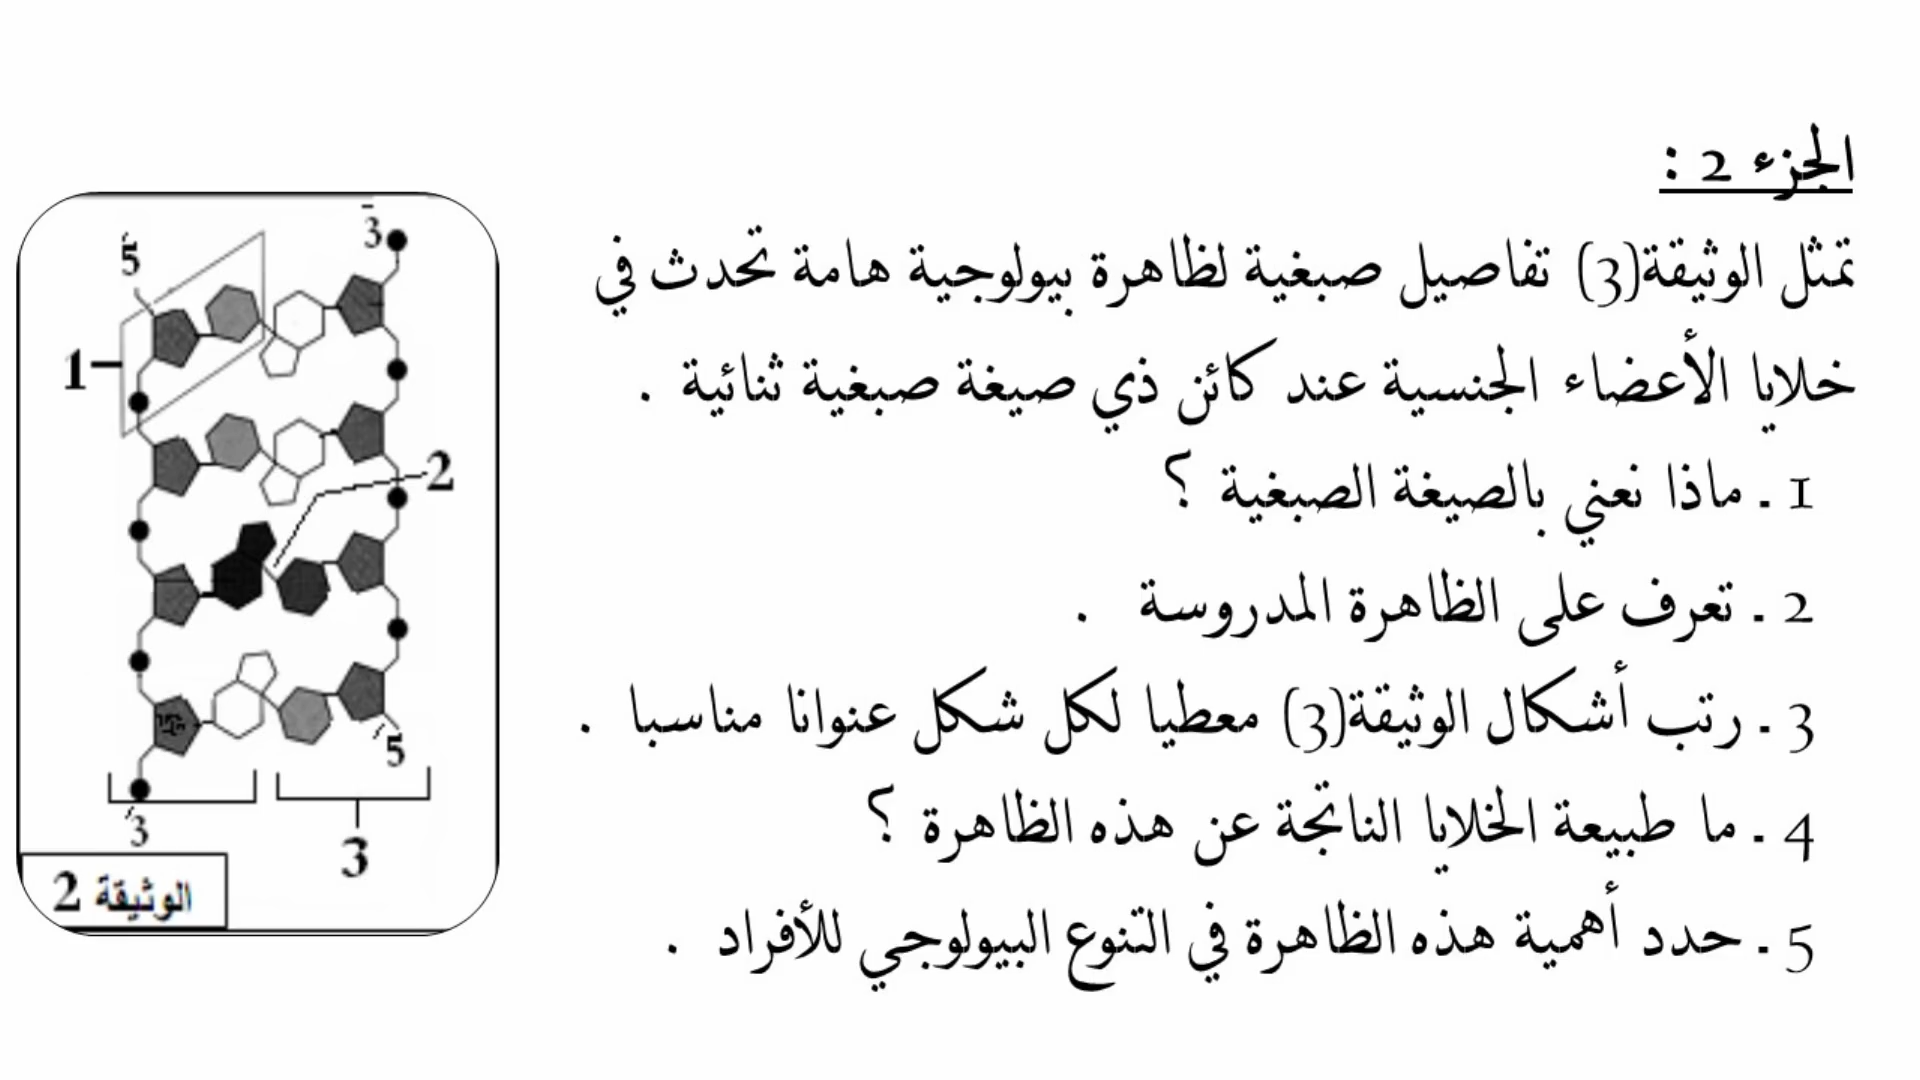 الجزء 2 :
تمثل الوثيقة(3) تفاصيل صبغية لظاهرة بيولوجية هامة تحدث في
خلايا الأعضاء الجنسية عند كائن ذي صيغة صبغية ثنائية .
1 . ماذا نعني بالصيغة الصبغية ؟
2 . تعرف على الظاهرة المدروسة .
3 . رتب أشكال الوثيقة(3) معطيا لكل شكل عنوانا مناسبا .
4 . ما طبيعة الخلايا الناتجة عن هذه الظاهرة ؟
5 . حدد أهمية هذه الظاهرة في التنوع البيولوجي للأفراد .
3
5
1
2
5
3
3
الوثيقة 2